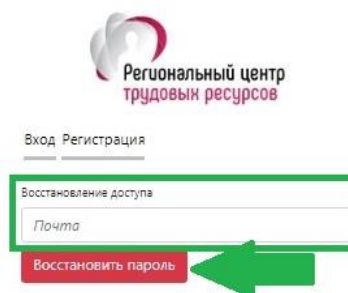 Региональный центр
трудовых ресурсов
Вход Регистрация
Восстановление доступа
Почта
Восстановить пароль